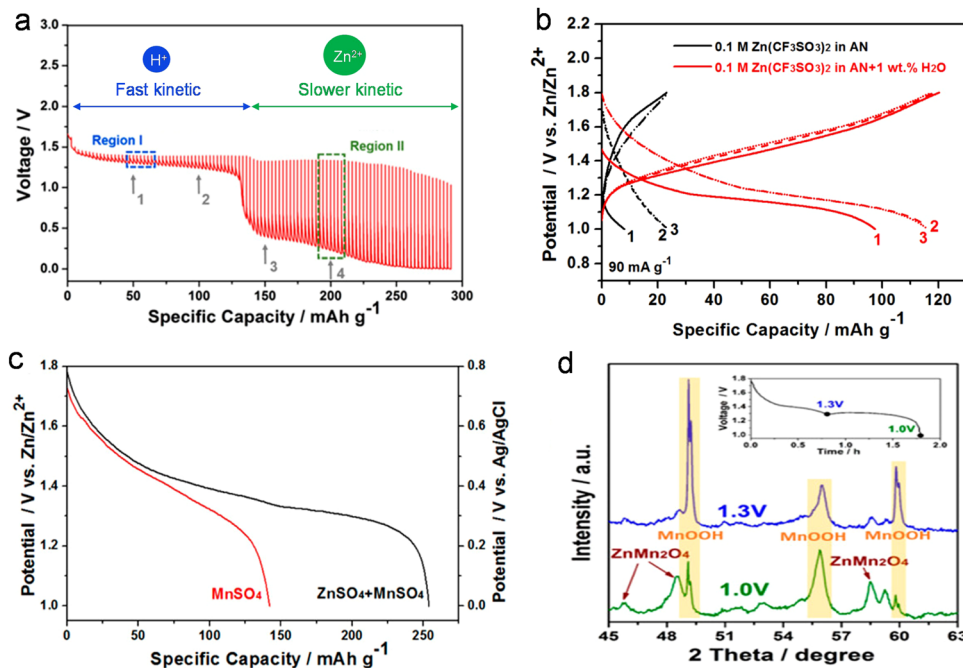 a
H+
Zn2+
Fast kinetic
Slower kinetic
Region I
Region II
1
2
3
4
Voltage / V
3.0
2.5
2.0
1.5
1.0
0.5
0.0
0 50 100 150 200 250 300
Specific Capacity / mAh g-1
b
0.1 M Zn(CF3SO3)2 in AN
0.1 M Zn(CF3SO3)2 in AN+1 wt.% H2O
Potential / V vs. Zn/Zn2+
2.0
1.8
1.6
1.4
1.2
1.0
0.8
1
2 3
1
2
3
90 mA g-1
0 20 40 60 80 100 120
Specific Capacity / mAh g-1
c
Potential / V vs. Zn/Zn2+
1.8
1.6
1.4
1.2
1.0
0.8
0.6
0.4
0.2
0.0
Potential / V vs. Ag/AgCl
MnSO4
ZnSO4+MnSO4
0 50 100 150 200 250
Specific Capacity / mAh g-1
d
Voltage / V
1.8
1.6
1.4
1.2
1.0
1.3V
1.0V
0.0 0.4 0.8 1.2 1.6 2.0
Time / h
Intensity / a.u.
1.3V
MnOOH
MnOOH
MnOOH
ZnMn2O4
ZnMn2O4
1.0V
45 48 51 54 57 60 63
2 Theta / degree